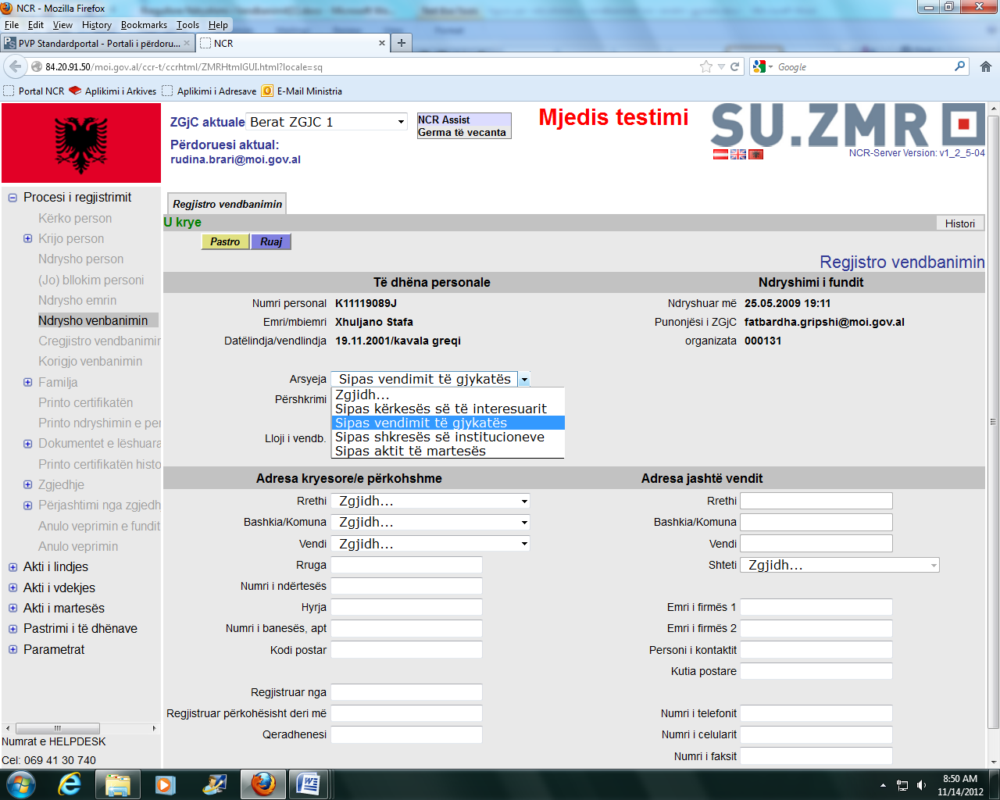 NCR - Mozilla Firefox
File Edit View History Bookmarks Tools Help
PVP Standardportal - Portali i përdoru...
NCR
84.20.91.50/moi.gov.al/ccr-t/ccrhtml/ZMRHtmlGUI.html?locale=sq
Google
Portal NCR Aplikimi i Arkives Aplikimi i Adresave E-Mail Ministria
ZGjC aktuale Berat ZGJC 1
NCR Assist
Germa të vecanta
Mjedis testimi
SU.ZMR
Përdoruesi aktual:
rudina.brari@moi.gov.al
NCR-Server Version: v1_2_5-04
Procesi i regjistrimit
Kërko person
Krijo person
Ndrysho person
(Jo) bllokim personi
Ndrysho emrin
Ndrysho venbanimin
Cregjistro vendbanimir
Korigjo venbanimin
Familja
Printo certifikatën
Printo ndryshimin e per
Dokumentet e lëshuara
Printo certifikatën histo
Zgjedhje
Përjashtimi nga zgjedh
Anulo veprimin e fundit
Anulo veprimin
Akti i lindjes
Akti i vdekjes
Akti i martesës
Pastrimi i të dhënave
Parametrat
Numrat e HELPDESK
Cel: 069 41 30 740
Regjistro vendbanimin
U krye
Histori
Pastro Ruaj
Regjistro vendbanimin
Të dhëna personale
Ndryshimi i fundit
Numri personal K11119089J
Ndryshuar më 25.05.2009 19:11
Emri/mbiemri Xhuljano Stafa
Punonjësi i ZGjC fatbardha.gripshi@moi.gov.al
Datëlindja/vendlindja 19.11.2001/kavala greqi
organizata 000131
Arsyeja Sipas vendimit të gjykatës
Përshkrimi
Zgjidh...
Sipas kërkesës së të interesuarit
Sipas vendimit të gjykatës
Sipas shkresës së institucioneve
Sipas aktit të martesës
Lloji i vendb.
Adresa kryesore/e përkohshme
Adresa jashtë vendit
Rrethi Zgjidh...
Rrethi
Bashkia/Komuna Zgjidh...
Bashkia/Komuna
Vendi Zgjidh...
Vendi
Rruga
Shteti Zgjidh...
Numri i ndërtesës
Hyrja
Emri i firmës 1
Numri i banesës, apt
Emri i firmës 2
Kodi postar
Personi i kontaktit
Kutia postare
Regjistruar nga
Regjistruar përkohësisht deri më
Numri i telefonit
Qeradhenesi
Numri i celularit
Numri i faksit
8:50 AM
11/14/2012